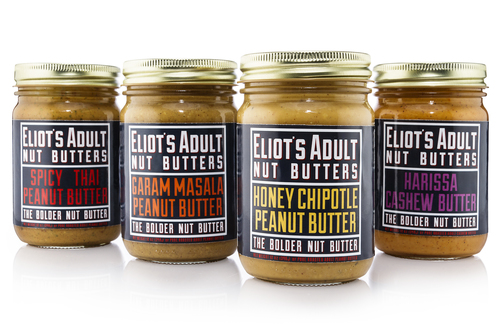 ELIOT'S ADULT
NUT BUTTERS
SPICY THAI
PEANUT BUTTER
THE BOLDER NUT BUTTER
ELIOT'S ADULT
NUT BUTTERS
GARAM MASALA
PEANUT BUTTER
THE BOLDER NUT BUTTER
ELIOT'S ADULT
NUT BUTTERS
HONEY CHIPOTLE
PEANUT BUTTER
THE BOLDER NUT BUTTER
ELIOT'S ADULT
NUT BUTTERS
HARISSA
CASHEW BUTTER
THE BOLDER NUT BUTTER